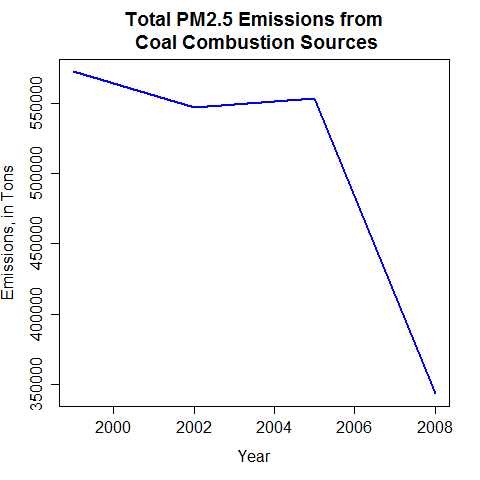 Total PM2.5 Emissions from
Coal Combustion Sources
Emissions, in Tons
550000
500000
450000
400000
350000
2000
2002
2004
2006
2008
Year